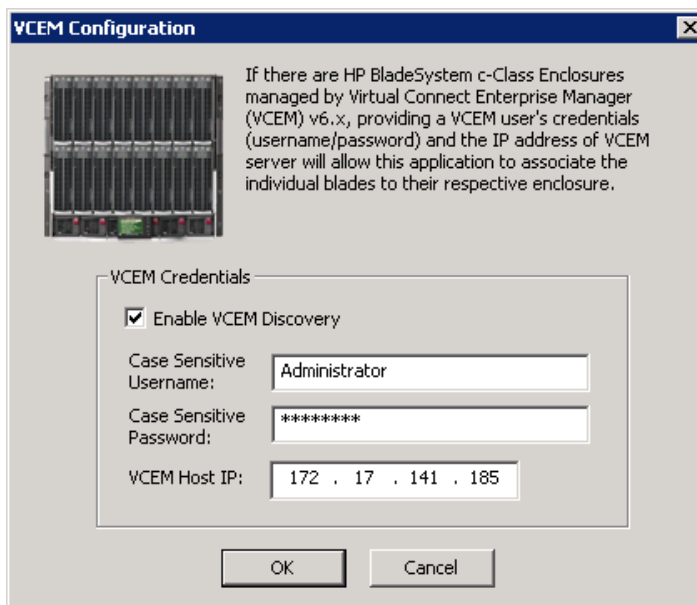 VCEM Configuration
If there are HP BladeSystem c-Class Enclosures
managed by Virtual Connect Enterprise Manager
(VCEM) v6.x, providing a VCEM user's credentials
(username/password) and the IP address of VCEM
server will allow this application to associate the
individual blades to their respective enclosure.
VCEM Credentials
Enable VCEM Discovery
Case Sensitive
Username:
Administrator
Case Sensitive
Password:
********
VCEM Host IP:
172 . 17 . 141 . 185
OK
Cancel